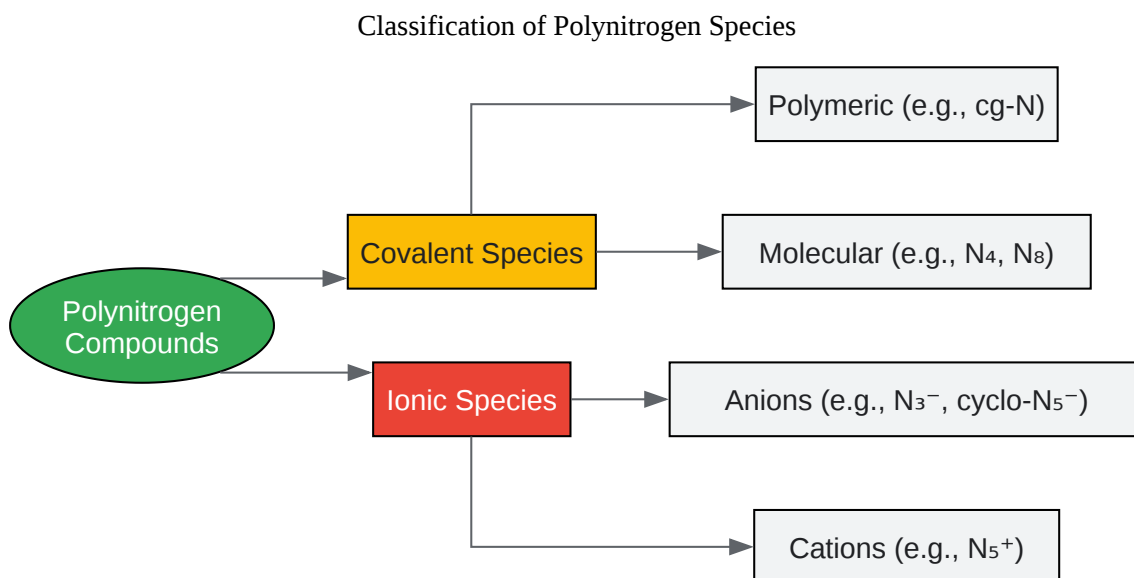 Classification of Polynitrogen Species
Polymeric (e.g., cg-N)
Covalent Species
Molecular (e.g., N₄, N₈)
Polynitrogen
Compounds
Ionic Species
Anions (e.g., N₃⁻, cyclo-N₅⁻)
Cations (e.g., N₅⁺)